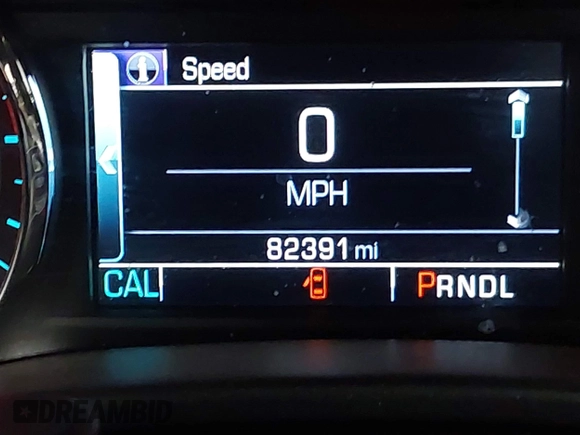 Speed
0
MPH
82391 mi
CAL PRNDL
DREAMBID